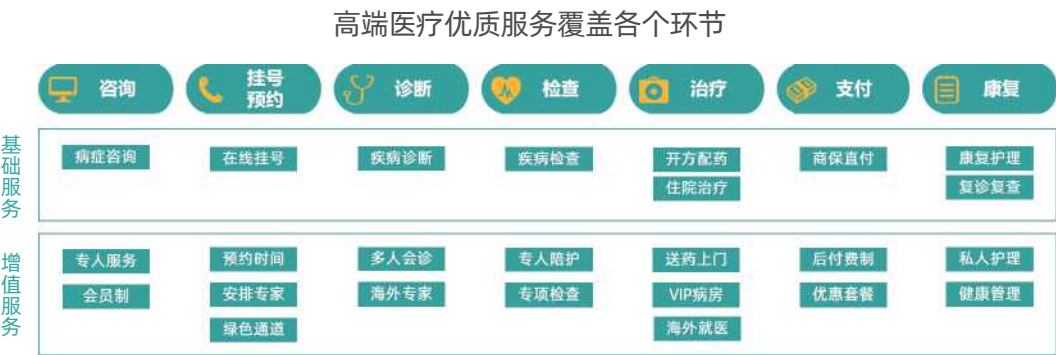 高端医疗优质服务覆盖各个环节
咨询 挂号预约 诊断 检查 治疗 支付 康复
基础服务
病症咨询 在线挂号 疾病诊断 疾病检查 开方配药 商保直付 康复护理
住院治疗 复诊复查
增值服务
专人服务 预约时间 多人会诊 专人陪护 送药上门 后付费制 私人护理
会员制 安排专家 海外专家 专项检查 VIP病房 优惠套餐 健康管理
绿色通道 海外就医